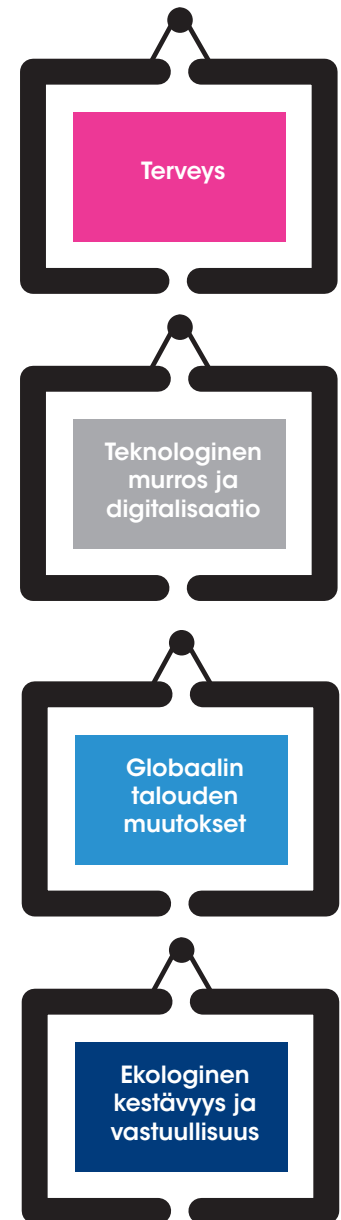 Terveys
Teknologinen
murros ja
digitalisaatio
Globaalin
talouden
muutokset
Ekologinen
kestävyys ja
vastuullisuus